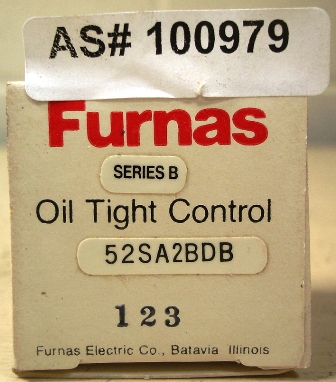 AS# 100979
Furnas
SERIES B
Oil Tight Control
52SA2BDB
123
Furnas Electric Co., Batavia Illinois